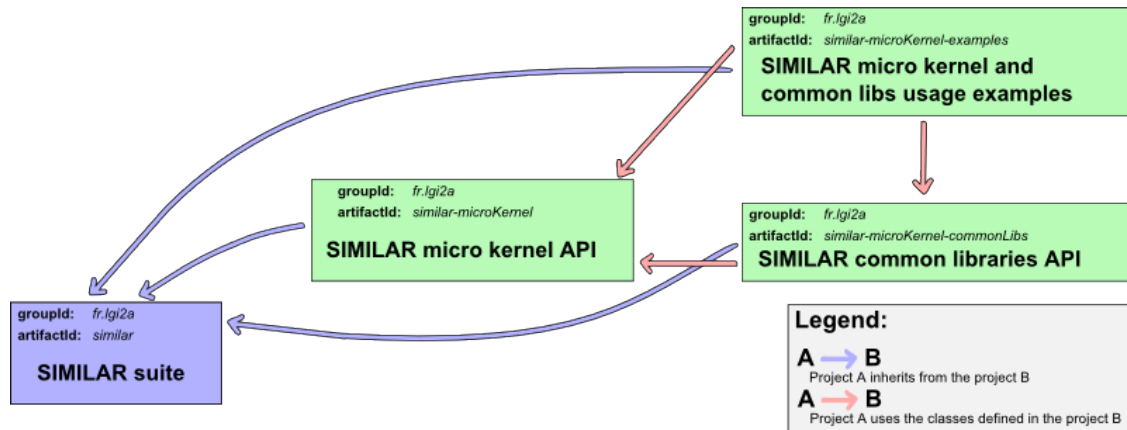 groupId: fr.lgi2a
artifactId: similar-microKernel-examples
SIMILAR micro kernel and
common libs usage examples
groupId: fr.lgi2a
artifactId: similar-microKernel
SIMILAR micro kernel API
groupId: fr.lgi2a
artifactId: similar-microKernel-commonLibs
SIMILAR common libraries API
groupId: fr.lgi2a
artifactId: similar
SIMILAR suite
Legend:
A B
Project A inherits from the project B
A B
Project A uses the classes defined in the project B